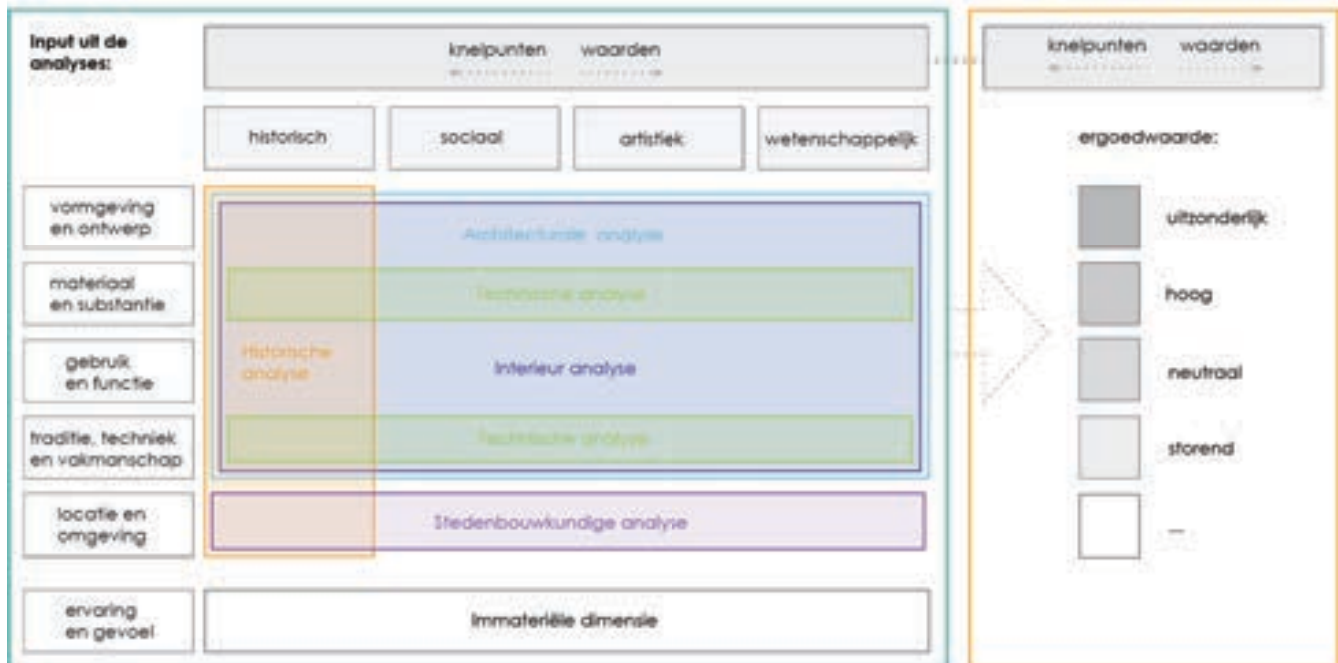 Input uit de
analyses:
knelpunten waarden
knelpunten waarden
historisch
sociaal
artistiek
wetenschappelijk
ergoedwaarde:
vormgeving
en ontwerp
Architecturale analyse
uitzonderlijk
materiaal
en substantie
Technische analyse
hoog
gebruik
en functie
Historische
analyse
Interieur analyse
neutraal
traditie, techniek
en vakmanschap
Technische analyse
storend
locatie en
omgeving
Stedenbouwkundige analyse
—
ervaring
en gevoel
Immateriële dimensie